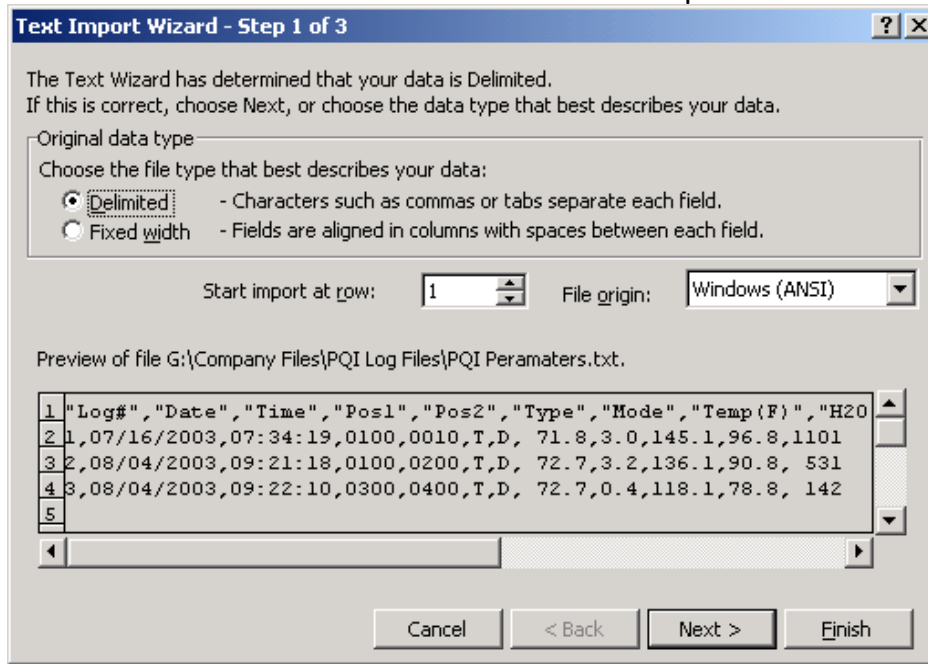 Text Import Wizard - Step 1 of 3
The Text Wizard has determined that your data is Delimited.
If this is correct, choose Next, or choose the data type that best describes your data.
Original data type
Choose the file type that best describes your data:
Delimited - Characters such as commas or tabs separate each field.
Fixed width - Fields are aligned in columns with spaces between each field.
Start import at row: 1 File origin: Windows (ANSI)
Preview of file G:\Company Files\PQI Log Files\PQI Peramaters.txt.
1 "Log#","Date","Time","Pos1","Pos2","Type","Mode","Temp(F)","H20
2 1,07/16/2003,07:34:19,0100,0010,T,D, 71.8,3.0,145.1,96.8,1101
3 2,08/04/2003,09:21:18,0100,0200,T,D, 72.7,3.2,136.1,90.8, 531
4 3,08/04/2003,09:22:10,0300,0400,T,D, 72.7,0.4,118.1,78.8, 142
5
Cancel < Back Next > Finish